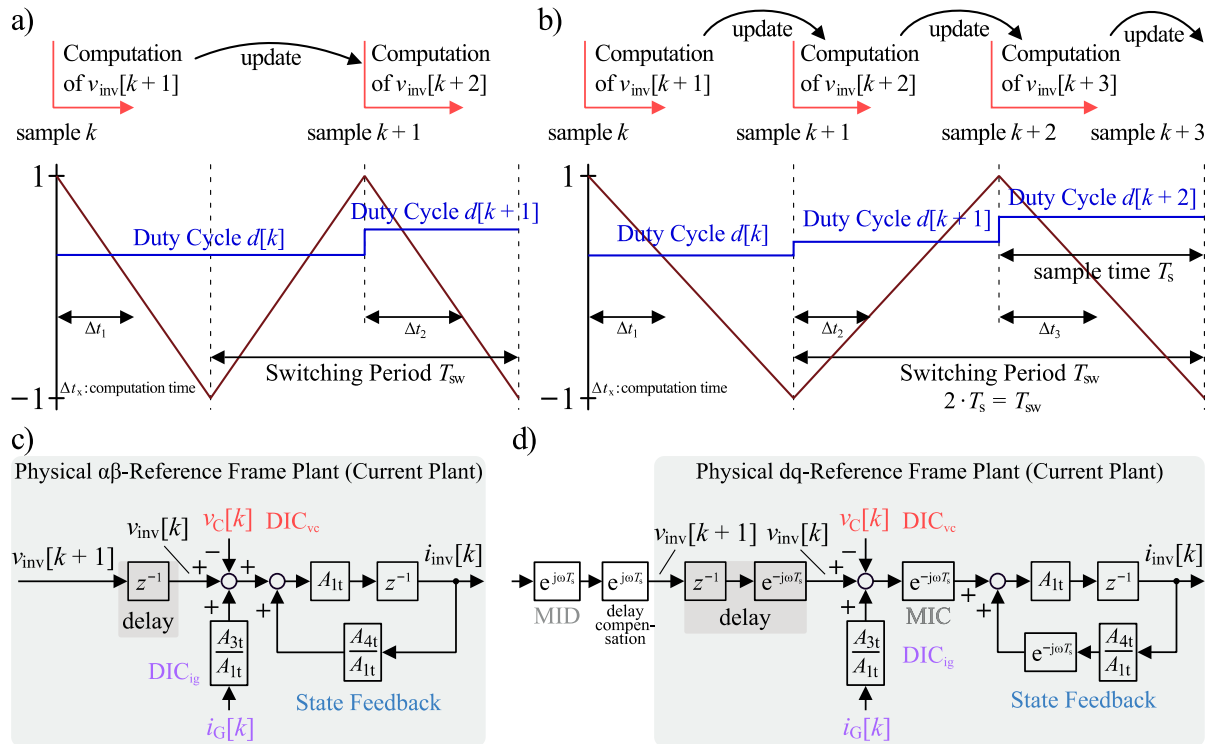 a)
Computation
of v_inv[k+1]
update
Computation
of v_inv[k+2]
sample k
sample k+1
1
Duty Cycle d[k]
Duty Cycle d[k+1]
Δt₁
Δt₂
Switching Period T_sw
Δt_x: computation time
−1
b)
Computation
of v_inv[k+1]
update
Computation
of v_inv[k+2]
update
Computation
of v_inv[k+3]
update
sample k
sample k+1
sample k+2
sample k+3
1
Duty Cycle d[k]
Duty Cycle d[k+1]
Duty Cycle d[k+2]
sample time T_s
Δt₁
Δt₂
Δt₃
Switching Period T_sw
2·T_s = T_sw
Δt_x: computation time
−1
c)
Physical αβ-Reference Frame Plant (Current Plant)
v_inv[k+1]
z⁻¹
delay
v_inv[k]
v_C[k]
DIC_vc
+
−
+
+
+
A_1t
z⁻¹
i_inv[k]
A_3t
A_1t
DIC_ig
i_G[k]
A_4t
A_1t
State Feedback
d)
Physical dq-Reference Frame Plant (Current Plant)
e^jωT_s
MID
e^jωT_s
delay
compen-
sation
v_inv[k+1]
z⁻¹
e^−jωT_s
delay
v_inv[k]
v_C[k]
DIC_vc
+
−
+
e^−jωT_s
MIC
+
+
A_1t
z⁻¹
i_inv[k]
A_3t
A_1t
DIC_ig
i_G[k]
e^−jωT_s
A_4t
A_1t
State Feedback